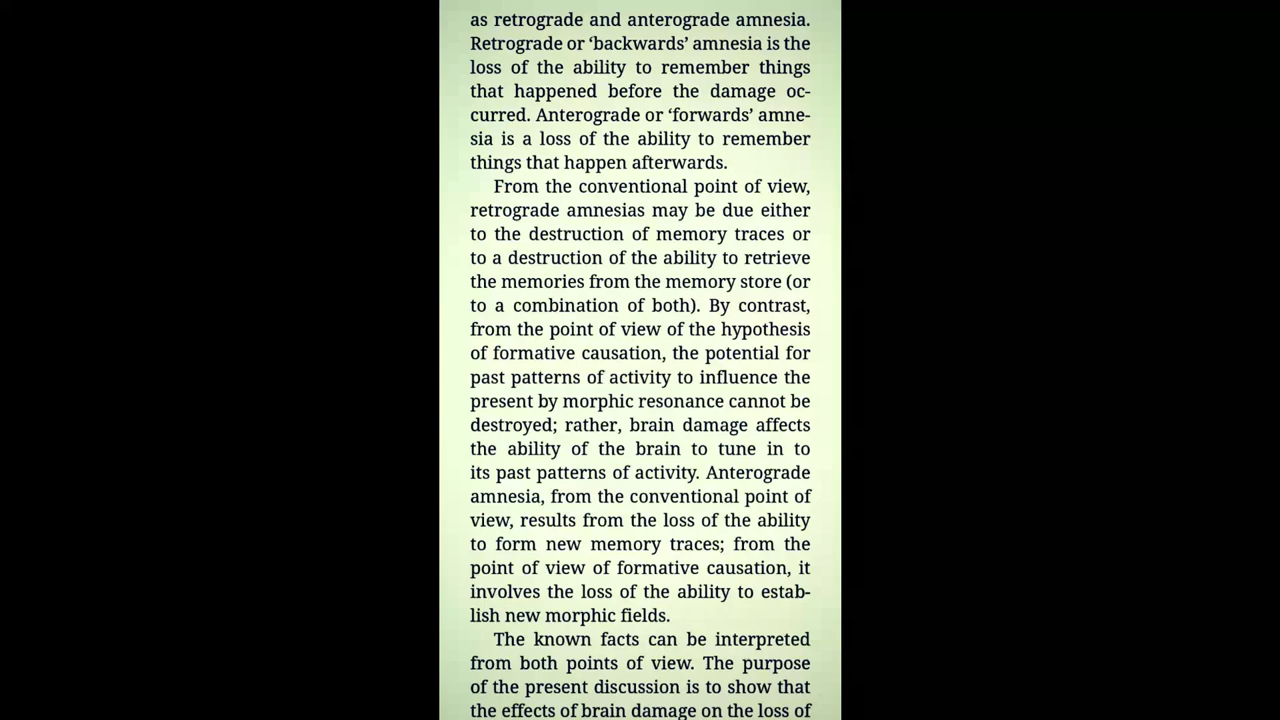 as retrograde and anterograde amnesia.
Retrograde or ‘backwards’ amnesia is the
loss of the ability to remember things
that happened before the damage oc-
curred. Anterograde or ‘forwards’ amne-
sia is a loss of the ability to remember
things that happen afterwards.
From the conventional point of view,
retrograde amnesias may be due either
to the destruction of memory traces or
to a destruction of the ability to retrieve
the memories from the memory store (or
to a combination of both). By contrast,
from the point of view of the hypothesis
of formative causation, the potential for
past patterns of activity to influence the
present by morphic resonance cannot be
destroyed; rather, brain damage affects
the ability of the brain to tune in to
its past patterns of activity. Anterograde
amnesia, from the conventional point of
view, results from the loss of the ability
to form new memory traces; from the
point of view of formative causation, it
involves the loss of the ability to estab-
lish new morphic fields.
The known facts can be interpreted
from both points of view. The purpose
of the present discussion is to show that
the effects of brain damage on the loss of